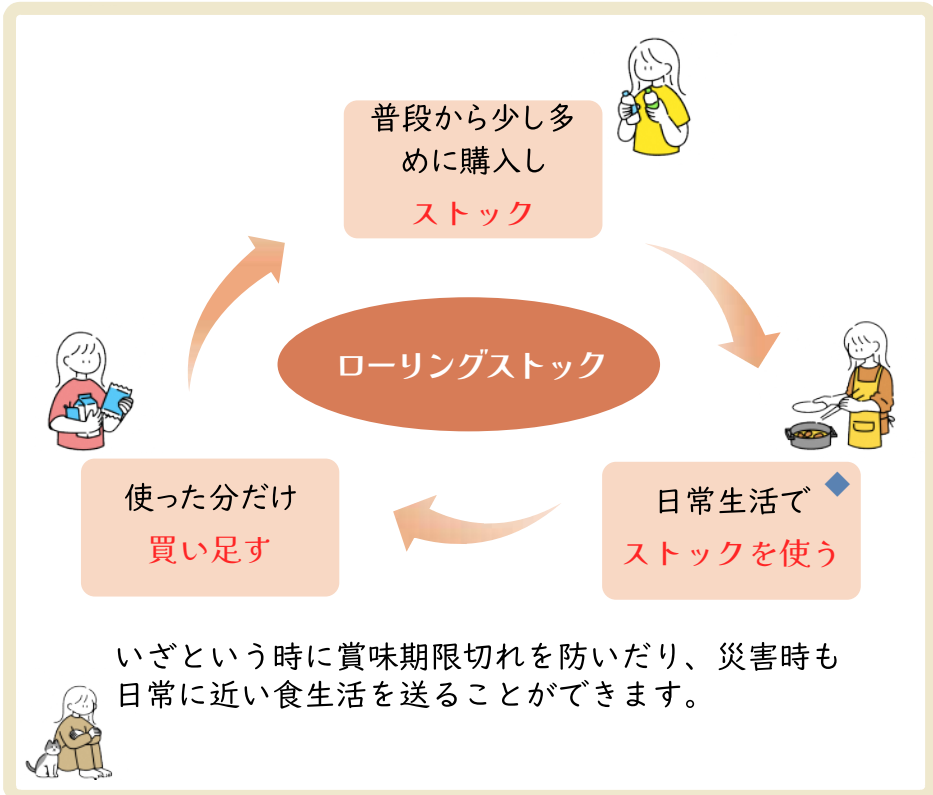 普段から少し多
めに購入し
ストック
ローリングストック
使った分だけ
買い足す
日常生活で
ストックを使う
いざという時に賞味期限切れを防いだり、災害時も
日常に近い食生活を送ることができます。